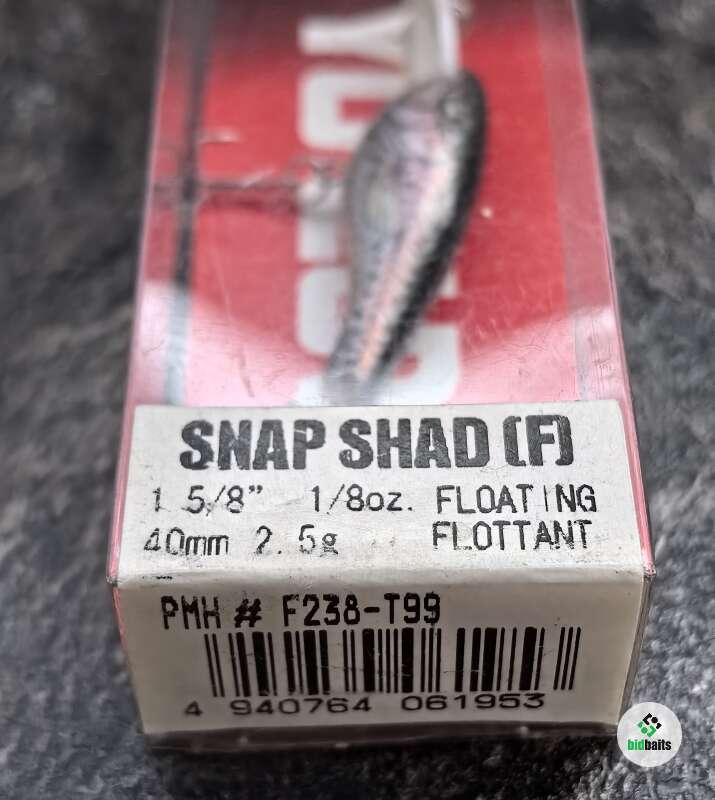 SNAP SHAD (F)
1 5/8" 1/8oz. FLOATING
40mm 2.5g FLOTTANT
PMH # F238-T99
4 940764 061953
bidbaits